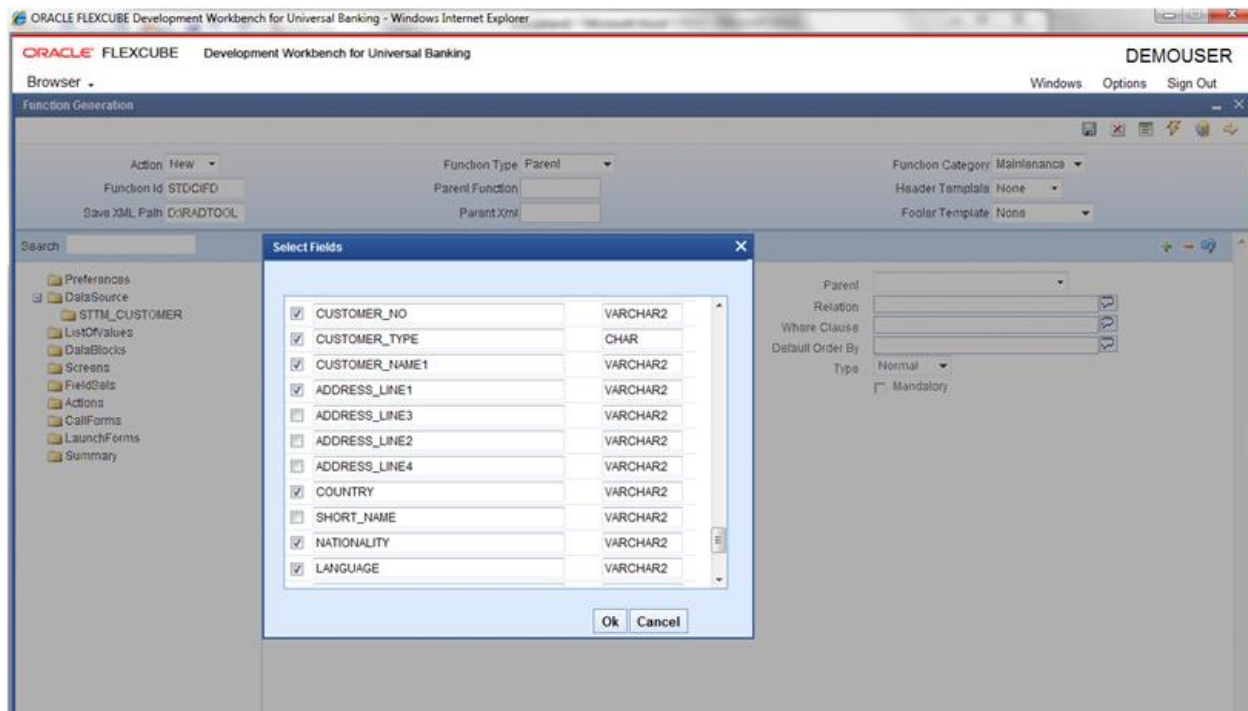 ORACLE FLEXCUBE Development Workbench for Universal Banking - Windows Internet Explorer
ORACLE FLEXCUBE Development Workbench for Universal Banking DEMOUSER
Browser Windows Options Sign Out
Function Generation
Action New Function Type Parent Function Category Maintenance
Function Id STDCIFD Parent Function Header Template None
Save XML Path D:\RADTOOL Parent Xml Footer Template None
Search
Preferences
DataSource
STTM_CUSTOMER
ListOfValues
DataBlocks
Screens
FieldSets
Actions
CallForms
LaunchForms
Summary
Select Fields
CUSTOMER_NO VARCHAR2
CUSTOMER_TYPE CHAR
CUSTOMER_NAME1 VARCHAR2
ADDRESS_LINE1 VARCHAR2
ADDRESS_LINE3 VARCHAR2
ADDRESS_LINE2 VARCHAR2
ADDRESS_LINE4 VARCHAR2
COUNTRY VARCHAR2
SHORT_NAME VARCHAR2
NATIONALITY VARCHAR2
LANGUAGE VARCHAR2
Ok Cancel
Parent
Relation
Where Clause
Default Order By
Type Normal
Mandatory